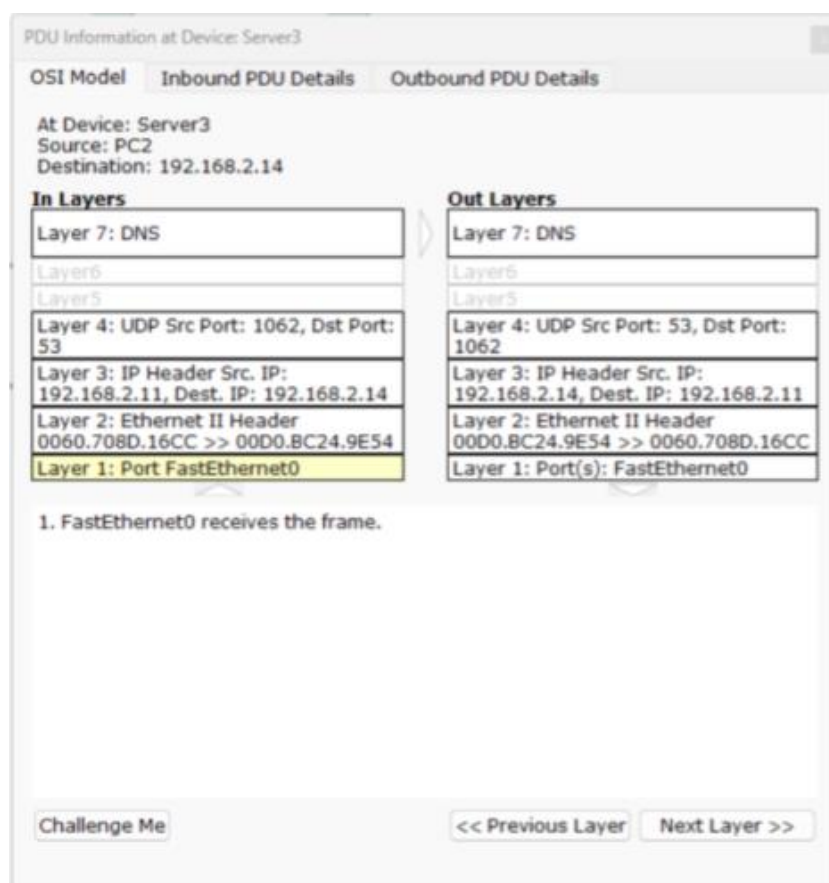 PDU Information at Device: Server3
OSI Model Inbound PDU Details Outbound PDU Details
At Device: Server3
Source: PC2
Destination: 192.168.2.14
In Layers
Layer 7: DNS
Layer6
Layer5
Layer 4: UDP Src Port: 1062, Dst Port:
53
Layer 3: IP Header Src. IP:
192.168.2.11, Dest. IP: 192.168.2.14
Layer 2: Ethernet II Header
0060.708D.16CC >> 00D0.BC24.9E54
Layer 1: Port FastEthernet0
Out Layers
Layer 7: DNS
Layer6
Layer5
Layer 4: UDP Src Port: 53, Dst Port:
1062
Layer 3: IP Header Src. IP:
192.168.2.14, Dest. IP: 192.168.2.11
Layer 2: Ethernet II Header
00D0.BC24.9E54 >> 0060.708D.16CC
Layer 1: Port(s): FastEthernet0
1. FastEthernet0 receives the frame.
Challenge Me << Previous Layer Next Layer >>